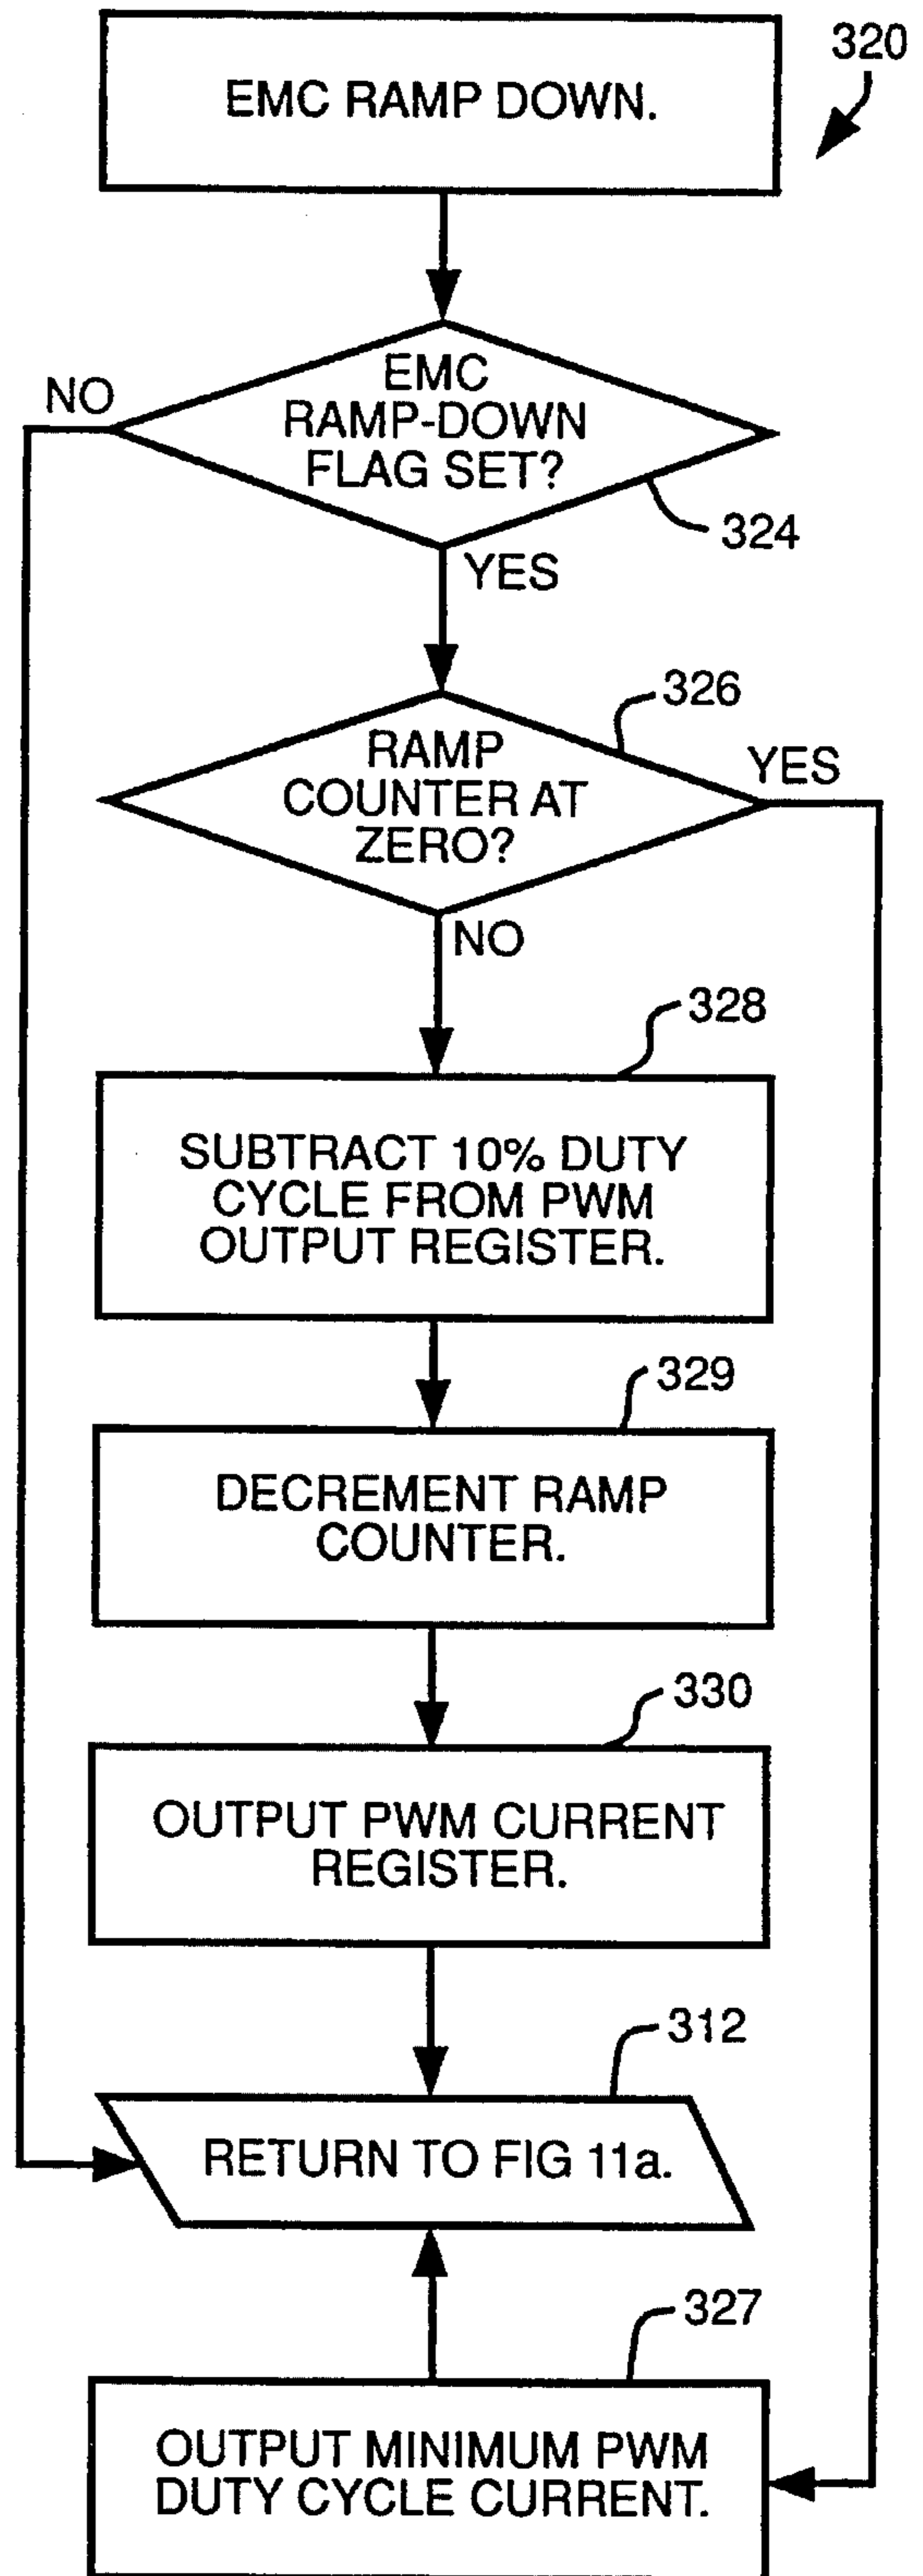 320
EMC RAMP DOWN.
NO
EMC
RAMP-DOWN
FLAG SET?
324
YES
326
RAMP
COUNTER AT
ZERO?
YES
NO
328
SUBTRACT 10% DUTY
CYCLE FROM PWM
OUTPUT REGISTER.
329
DECREMENT RAMP
COUNTER.
330
OUTPUT PWM CURRENT
REGISTER.
312
RETURN TO FIG 11a.
327
OUTPUT MINIMUM PWM
DUTY CYCLE CURRENT.